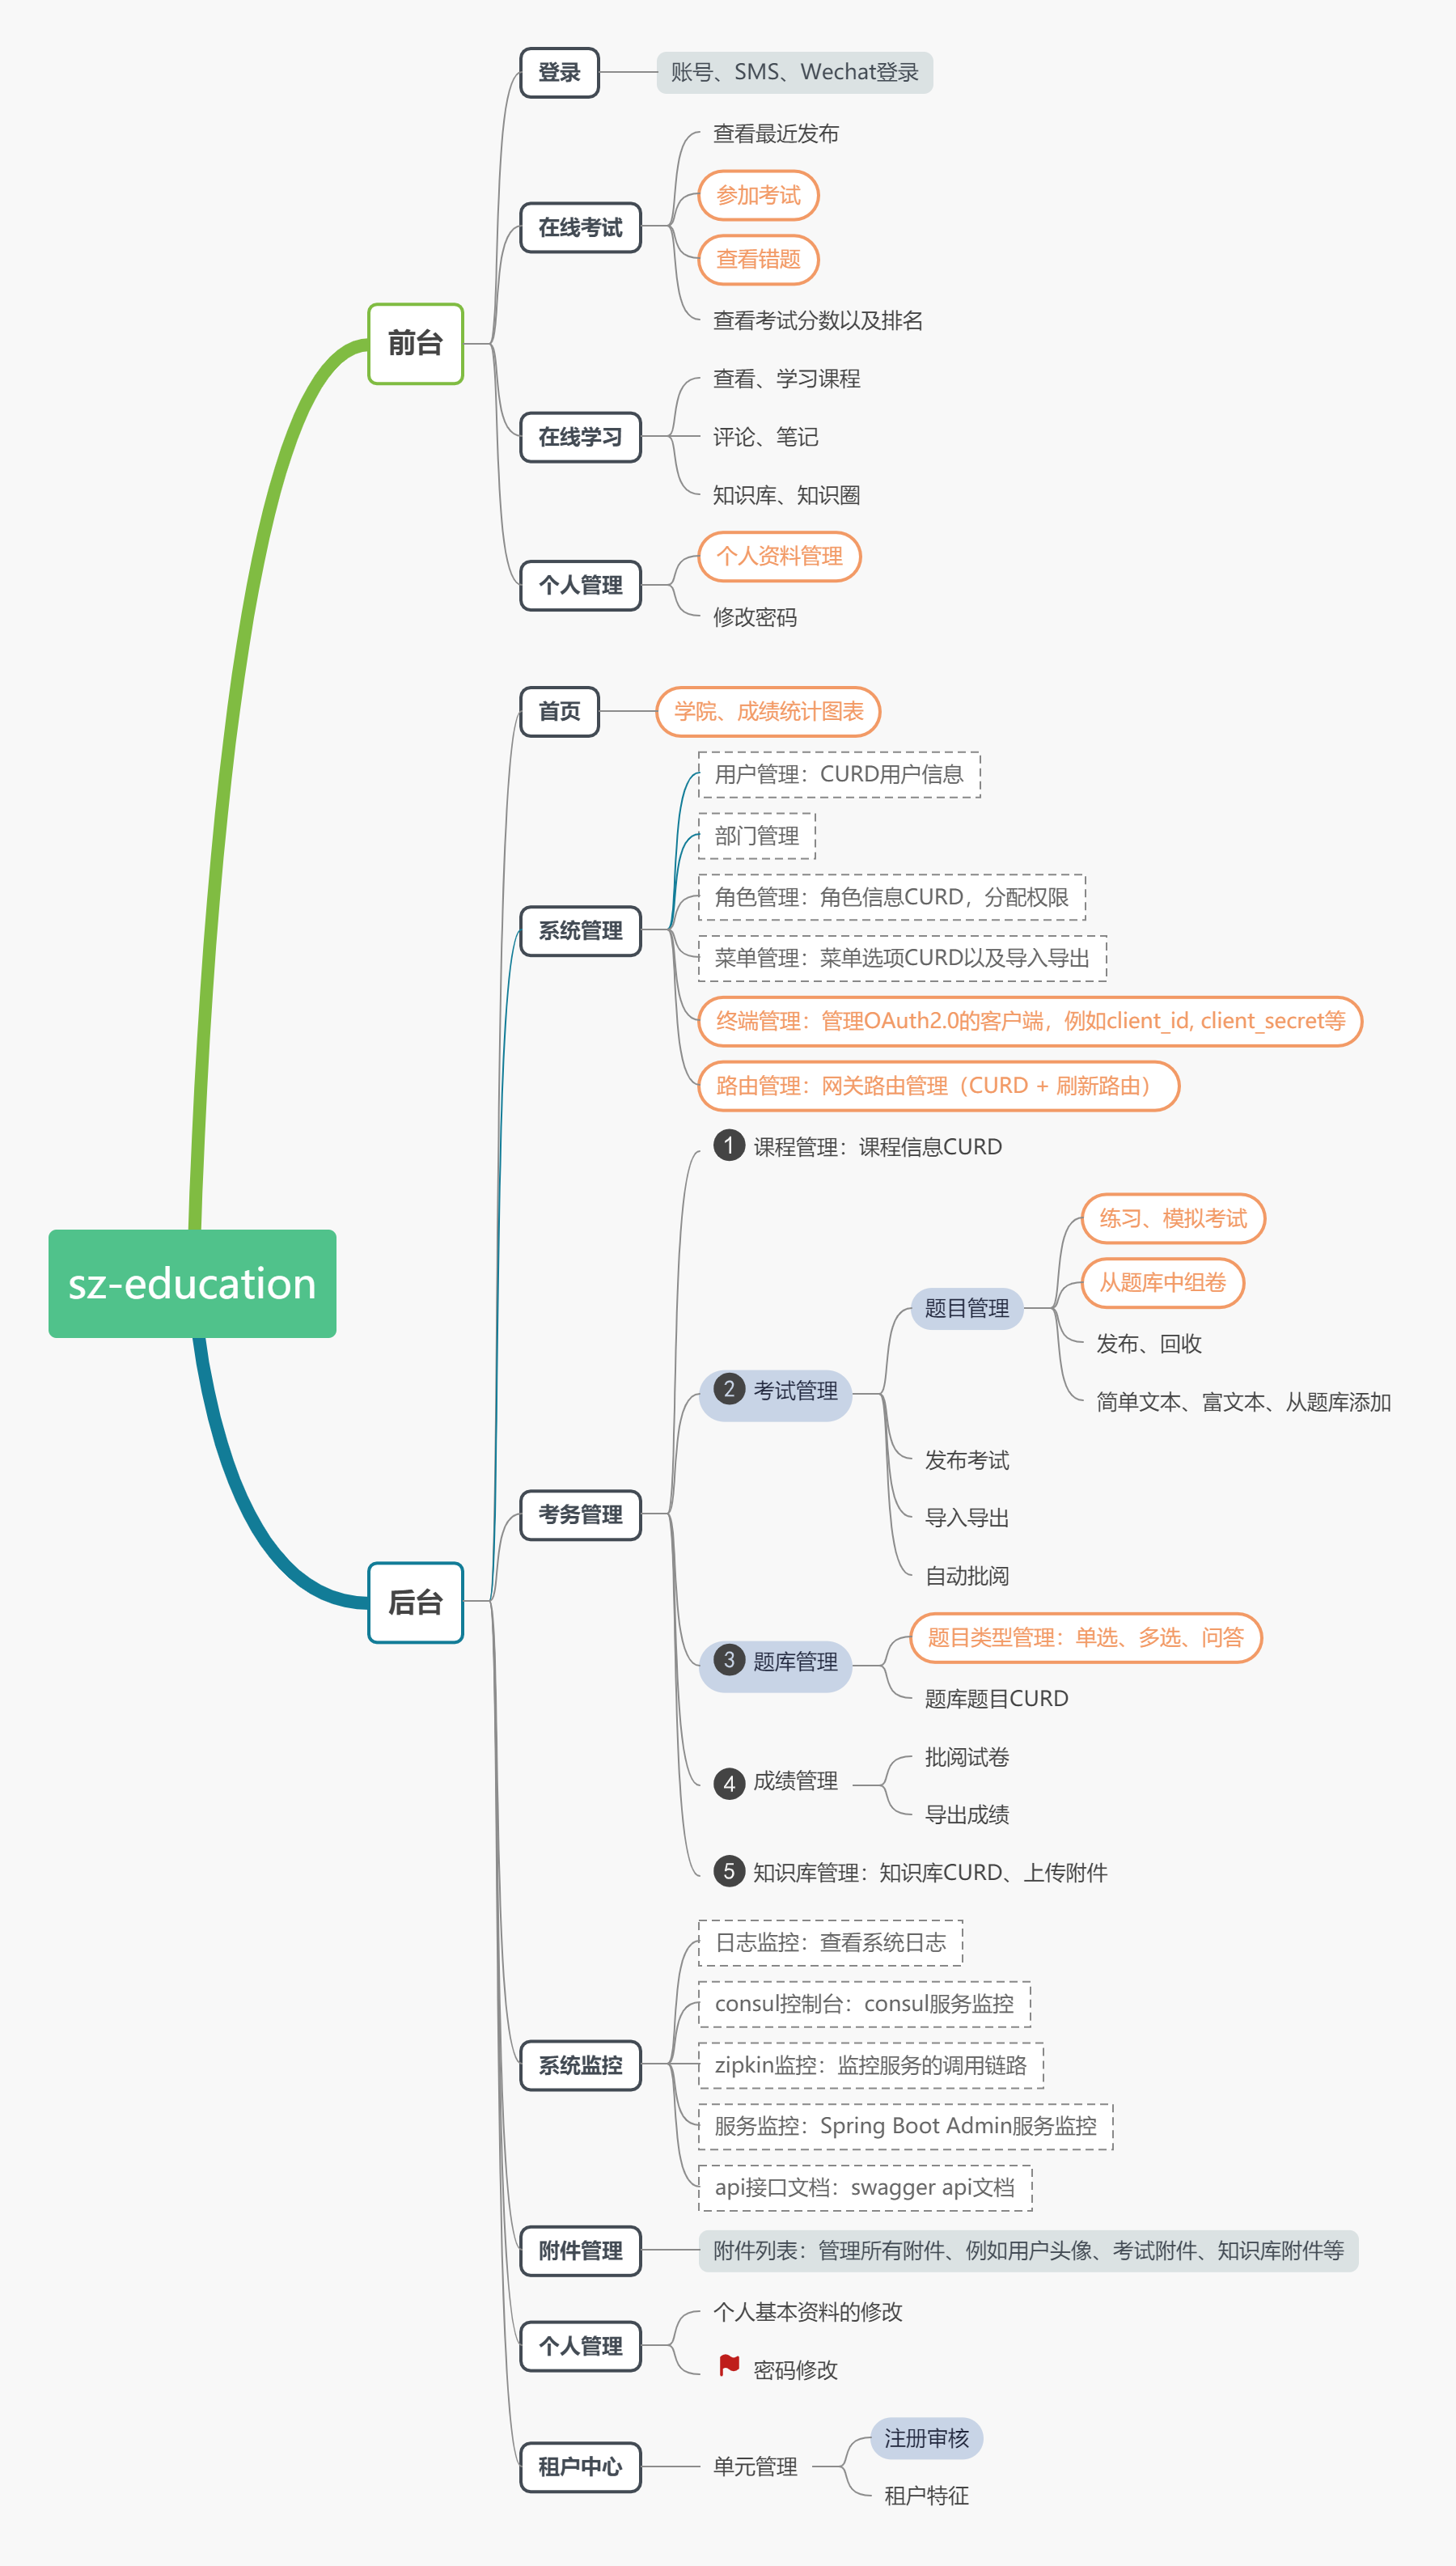 sz-education
前台
登录
账号、SMS、Wechat登录
在线考试
查看最近发布
参加考试
查看错题
查看考试分数以及排名
在线学习
查看、学习课程
评论、笔记
知识库、知识圈
个人管理
个人资料管理
修改密码
后台
首页
学院、成绩统计图表
系统管理
用户管理：CURD用户信息
部门管理
角色管理：角色信息CURD，分配权限
菜单管理：菜单选项CURD以及导入导出
终端管理：管理OAuth2.0的客户端，例如client_id, client_secret等
路由管理：网关路由管理（CURD + 刷新路由）
考务管理
1 课程管理：课程信息CURD
2 考试管理
题目管理
练习、模拟考试
从题库中组卷
发布、回收
简单文本、富文本、从题库添加
发布考试
导入导出
自动批阅
3 题库管理
题目类型管理：单选、多选、问答
题库题目CURD
4 成绩管理
批阅试卷
导出成绩
5 知识库管理：知识库CURD、上传附件
系统监控
日志监控：查看系统日志
consul控制台：consul服务监控
zipkin监控：监控服务的调用链路
服务监控：Spring Boot Admin服务监控
api接口文档：swagger api文档
附件管理
附件列表：管理所有附件、例如用户头像、考试附件、知识库附件等
个人管理
个人基本资料的修改
密码修改
租户中心
单元管理
注册审核
租户特征